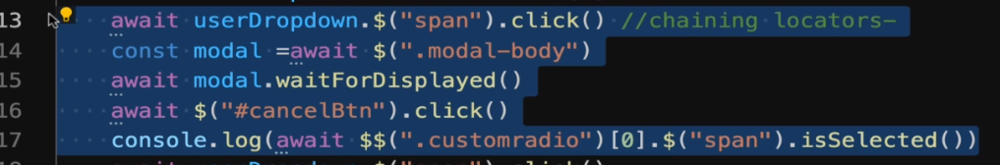 13 await userDropdown.$("span").click() //chaining locators-
14 const modal =await $(".modal-body")
15 await modal.waitForDisplayed()
16 await $("#cancelBtn").click()
17 console.log(await $$(".customradio")[0].$("span").isSelected())